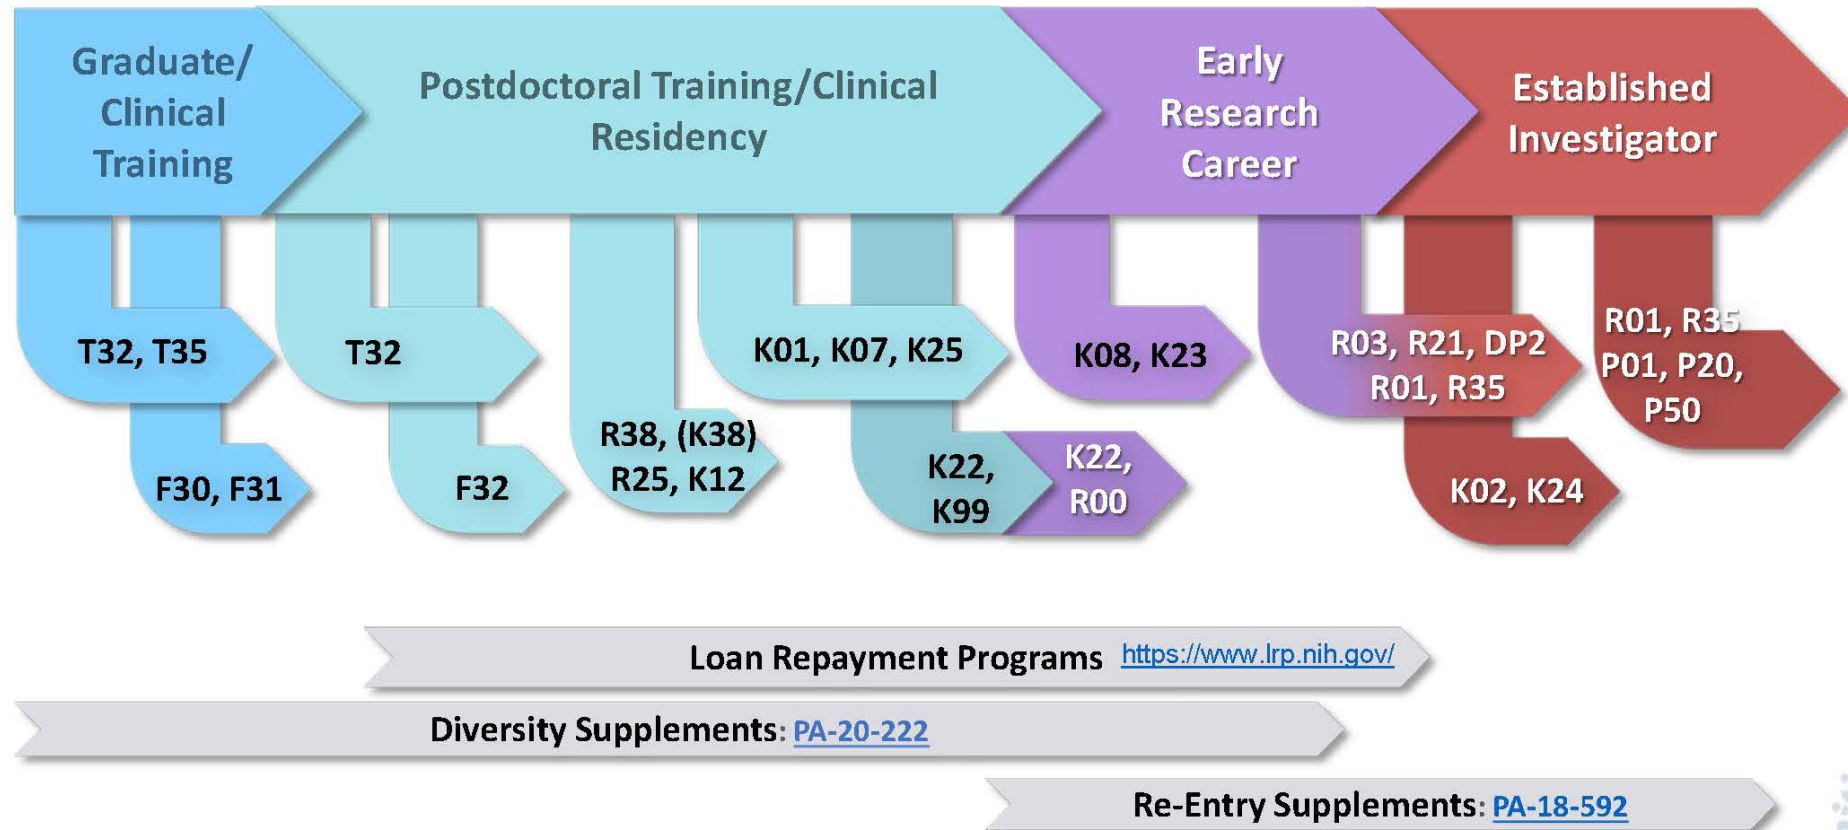 Graduate/
Clinical
Training
Postdoctoral Training/Clinical
Residency
Early
Research
Career
Established
Investigator
T32, T35
F30, F31
T32
F32
R38, (K38)
R25, K12
K01, K07, K25
K22,
K99
K22,
R00
K08, K23
R03, R21, DP2
R01, R35
K02, K24
R01, R35
P01, P20,
P50
Loan Repayment Programs https://www.lrp.nih.gov/
Diversity Supplements: PA-20-222
Re-Entry Supplements: PA-18-592